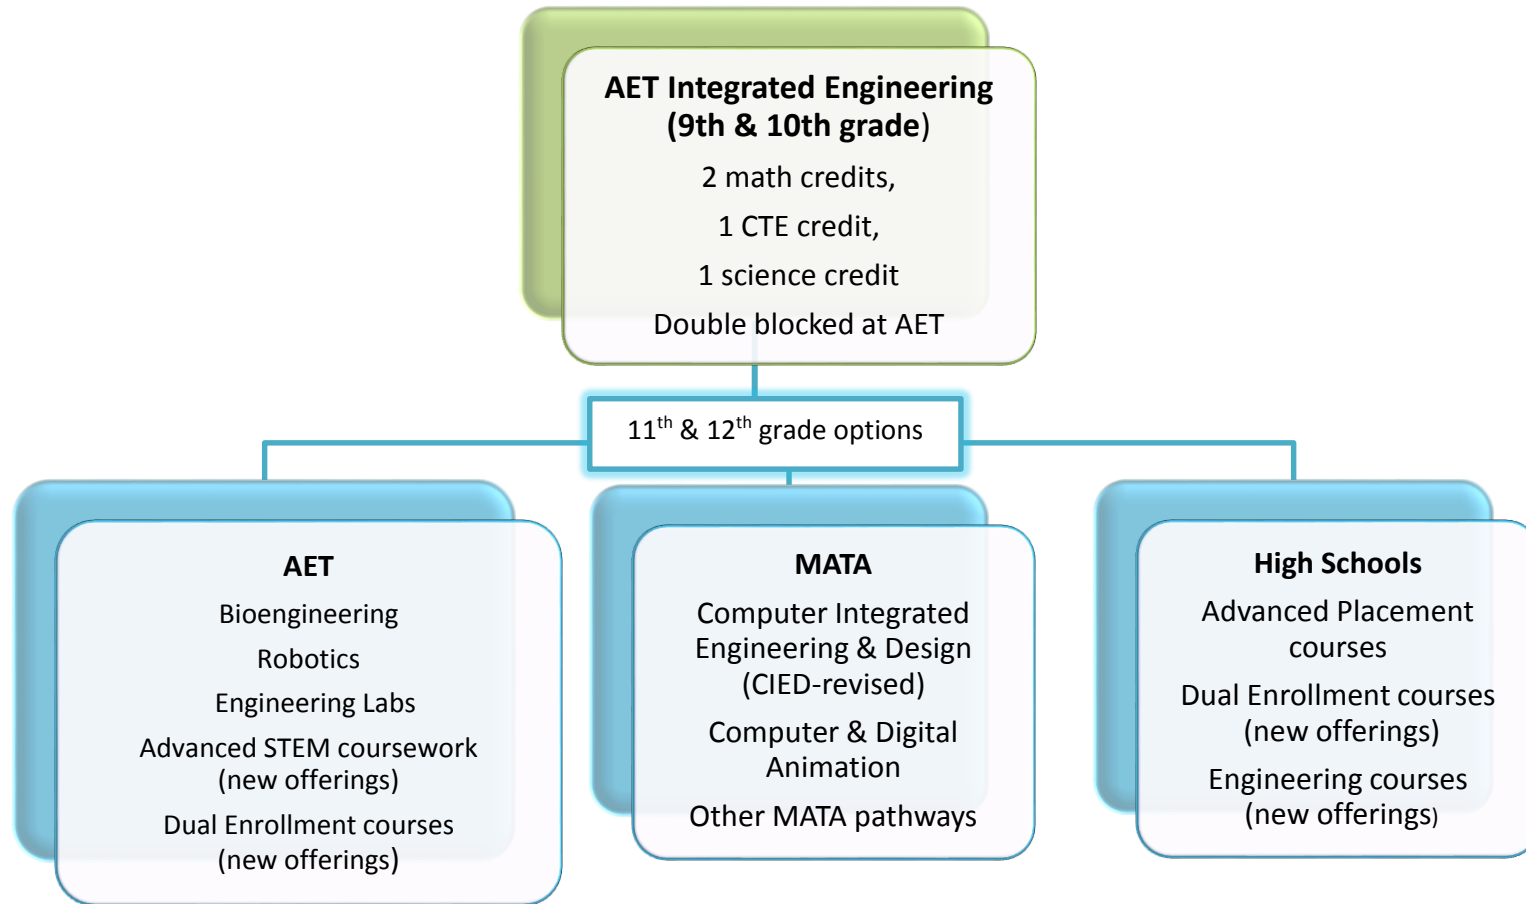 AET Integrated Engineering
(9th & 10th grade)
2 math credits,
1 CTE credit,
1 science credit
Double blocked at AET
11th & 12th grade options
AET
Bioengineering
Robotics
Engineering Labs
Advanced STEM coursework
(new offerings)
Dual Enrollment courses
(new offerings)
MATA
Computer Integrated
Engineering & Design
(CIED-revised)
Computer & Digital
Animation
Other MATA pathways
High Schools
Advanced Placement
courses
Dual Enrollment courses
(new offerings)
Engineering courses
(new offerings)